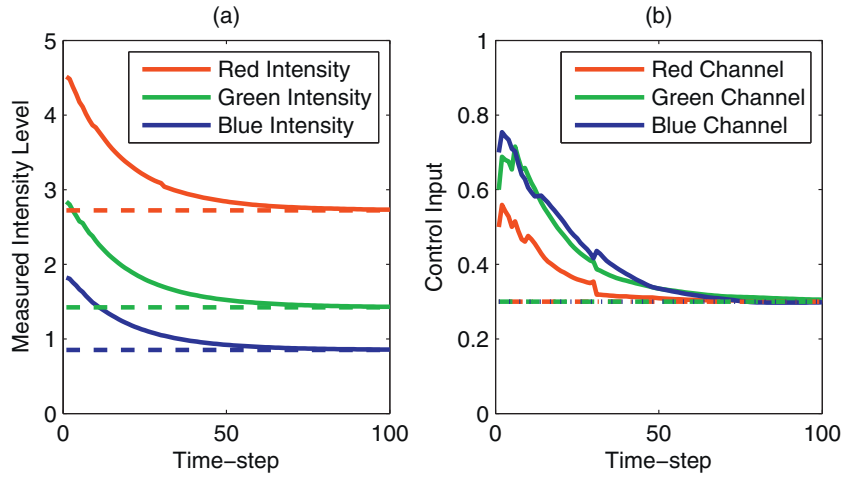 (a)
Measured Intensity Level
5
4
3
2
1
0
Red Intensity
Green Intensity
Blue Intensity
0
50
100
Time-step
(b)
Control Input
1
0.8
0.6
0.4
0.2
0
Red Channel
Green Channel
Blue Channel
0
50
100
Time-step